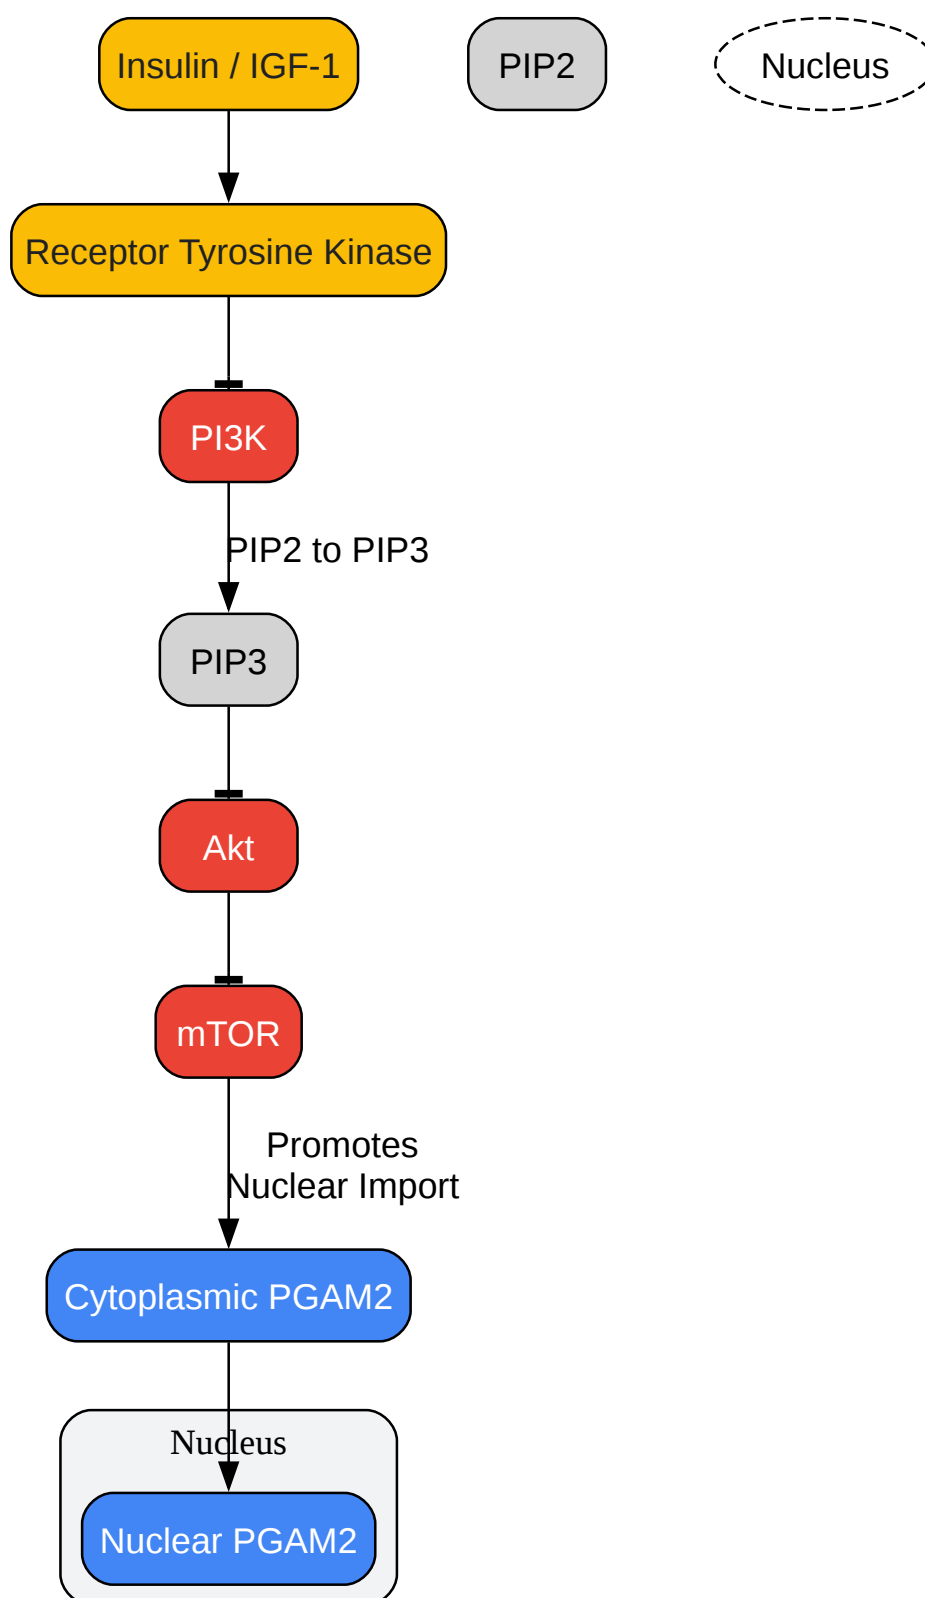 Insulin / IGF-1
PIP2
Nucleus
Receptor Tyrosine Kinase
PI3K
PIP2 to PIP3
PIP3
Akt
mTOR
Promotes
Nuclear Import
Cytoplasmic PGAM2
Nucleus
Nuclear PGAM2